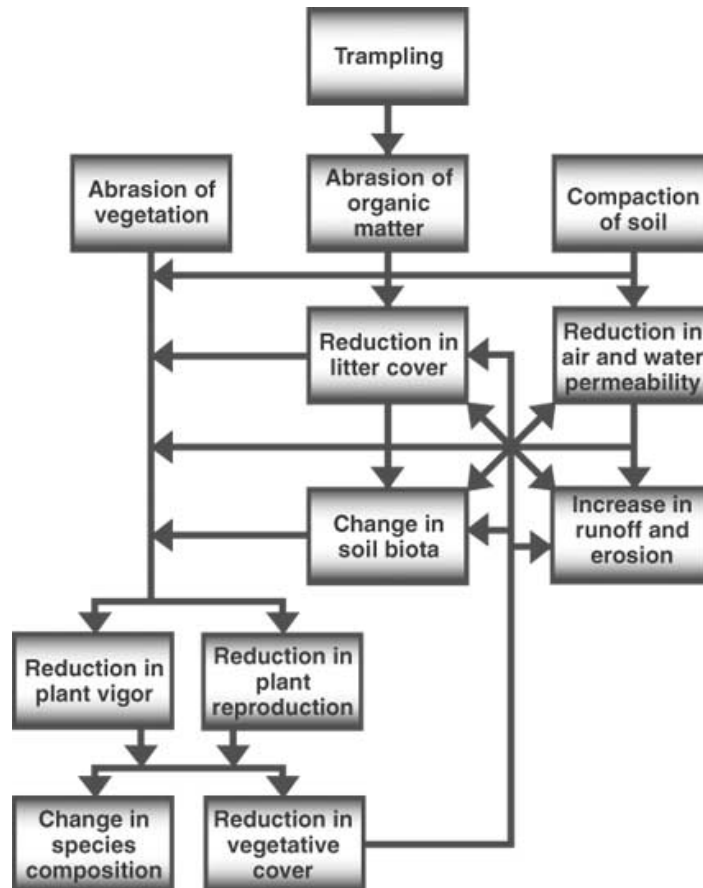 Trampling
Abrasion of
vegetation
Abrasion of
organic
matter
Compaction
of soil
Reduction in
litter cover
Reduction in
air and water
permeability
Change in
soil biota
Increase in
runoff and
erosion
Reduction in
plant vigor
Reduction in
plant
reproduction
Change in
species
composition
Reduction in
vegetative
cover